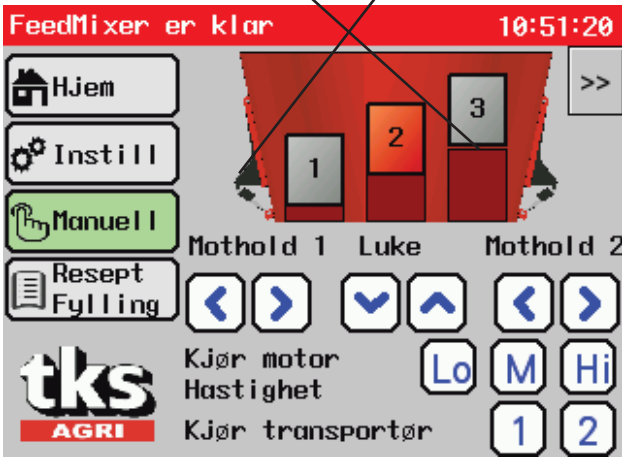 FeedMixer er klar 10:51:20
Hjem
>>
Instill
1 2 3
Manuell
Mothold 1 Luke Mothold 2
Resept
Fylling
Kjør motor
Hastighet
Lo M Hi
tks
AGRI
Kjør transportør 1 2